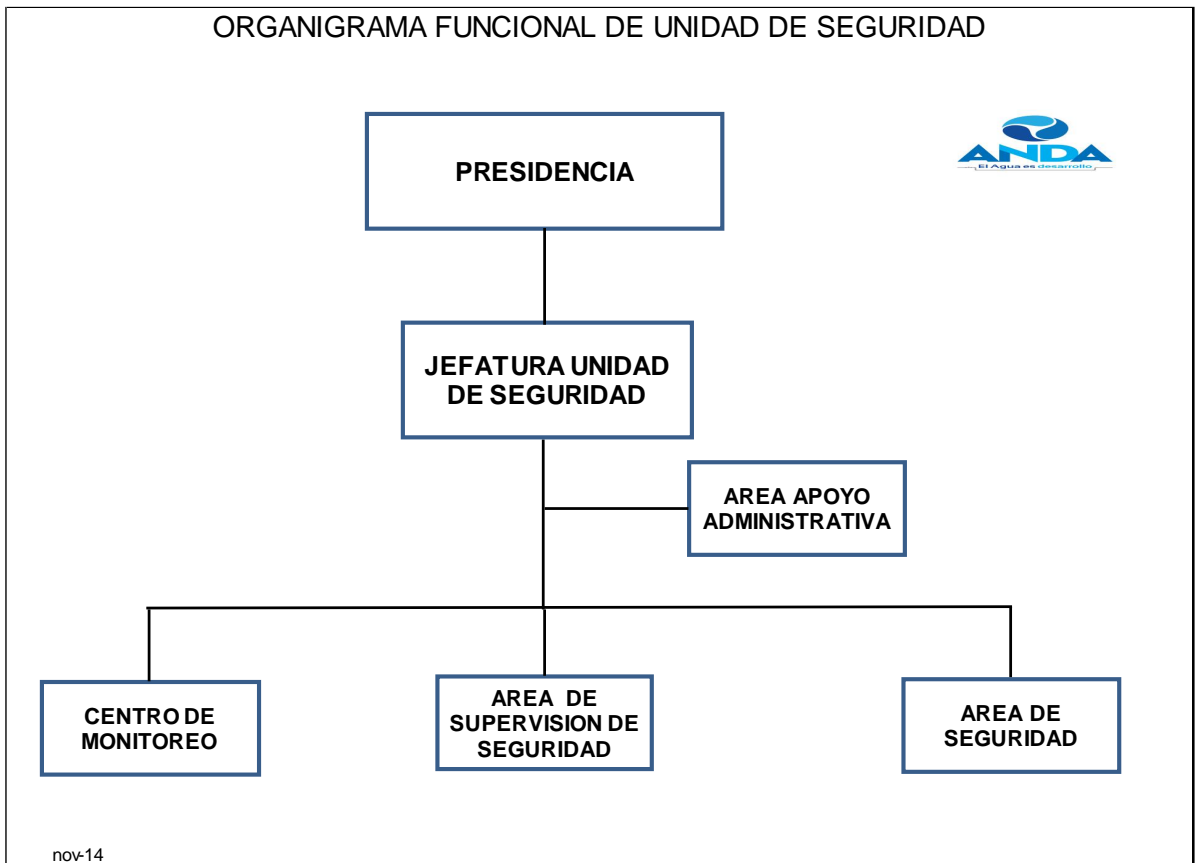 ORGANIGRAMA FUNCIONAL DE UNIDAD DE SEGURIDAD
ANDA
El Agua es desarrollo
PRESIDENCIA
JEFATURA UNIDAD
DE SEGURIDAD
AREA APOYO
ADMINISTRATIVA
CENTRO DE
MONITOREO
AREA DE
SUPERVISION DE
SEGURIDAD
AREA DE
SEGURIDAD
nov-14